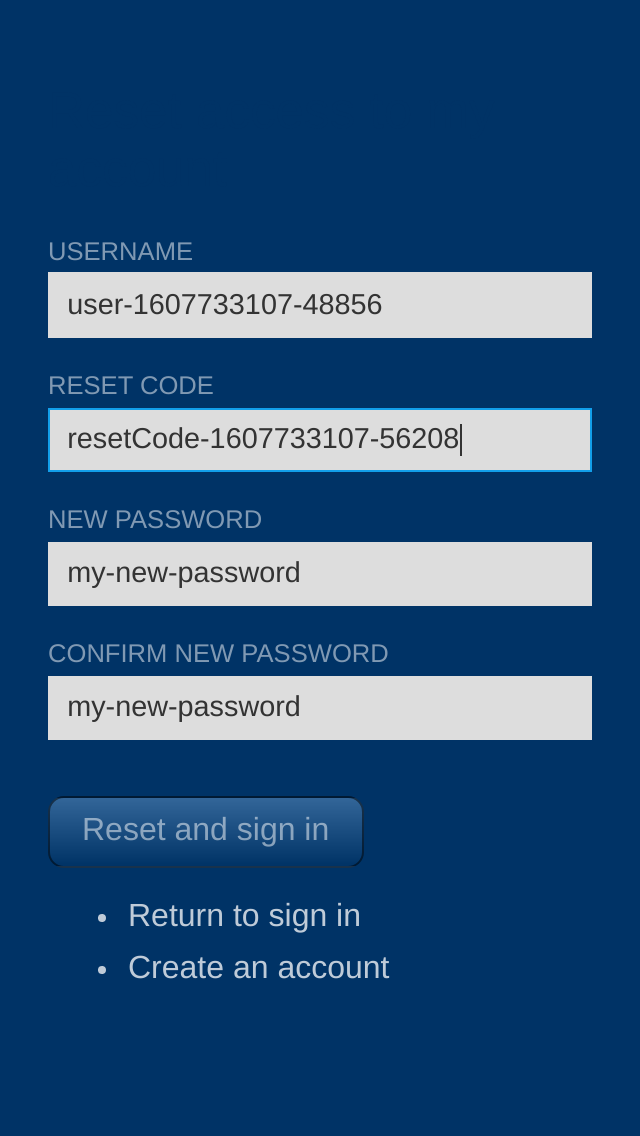 USERNAME
user-1607733107-48856
RESET CODE
resetCode-1607733107-56208
NEW PASSWORD
my-new-password
CONFIRM NEW PASSWORD
my-new-password
Reset and sign in
Return to sign in
Create an account